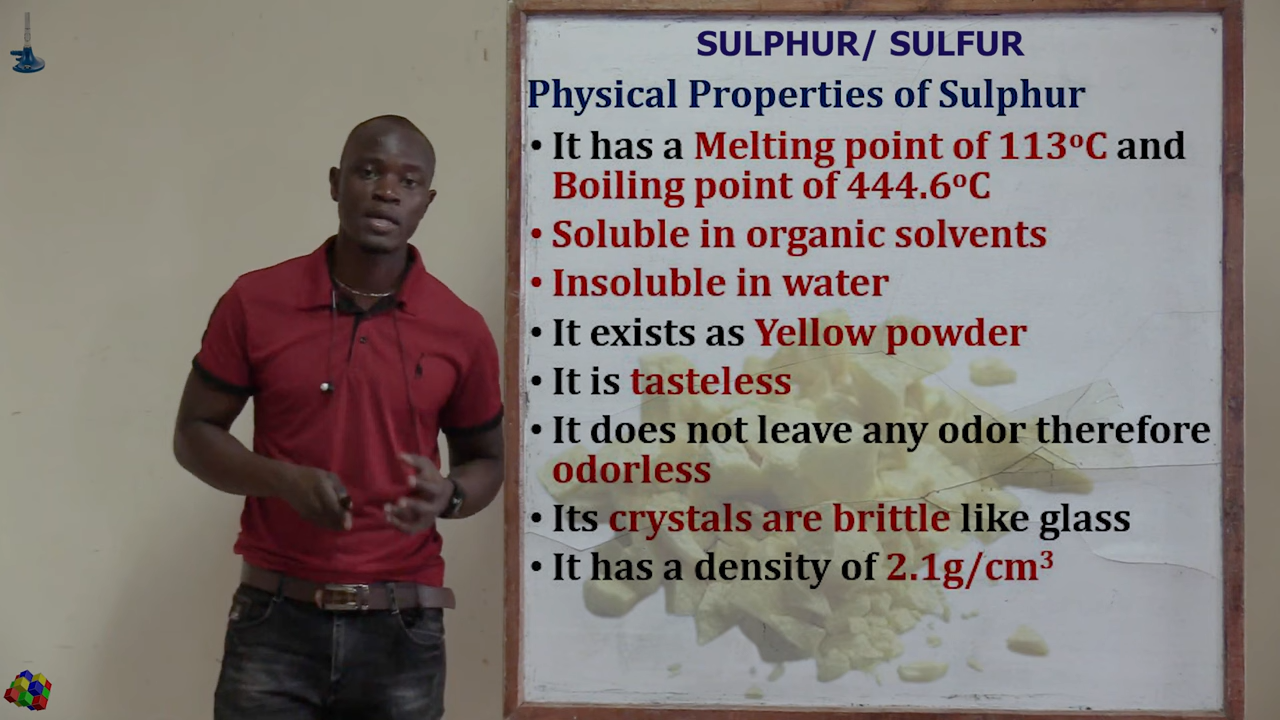 SULPHUR/ SULFUR
Physical Properties of Sulphur
• It has a Melting point of 113°C and
Boiling point of 444.6°C
• Soluble in organic solvents
• Insoluble in water
• It exists as Yellow powder
• It is tasteless
• It does not leave any odor therefore
odorless
• Its crystals are brittle like glass
• It has a density of 2.1g/cm³